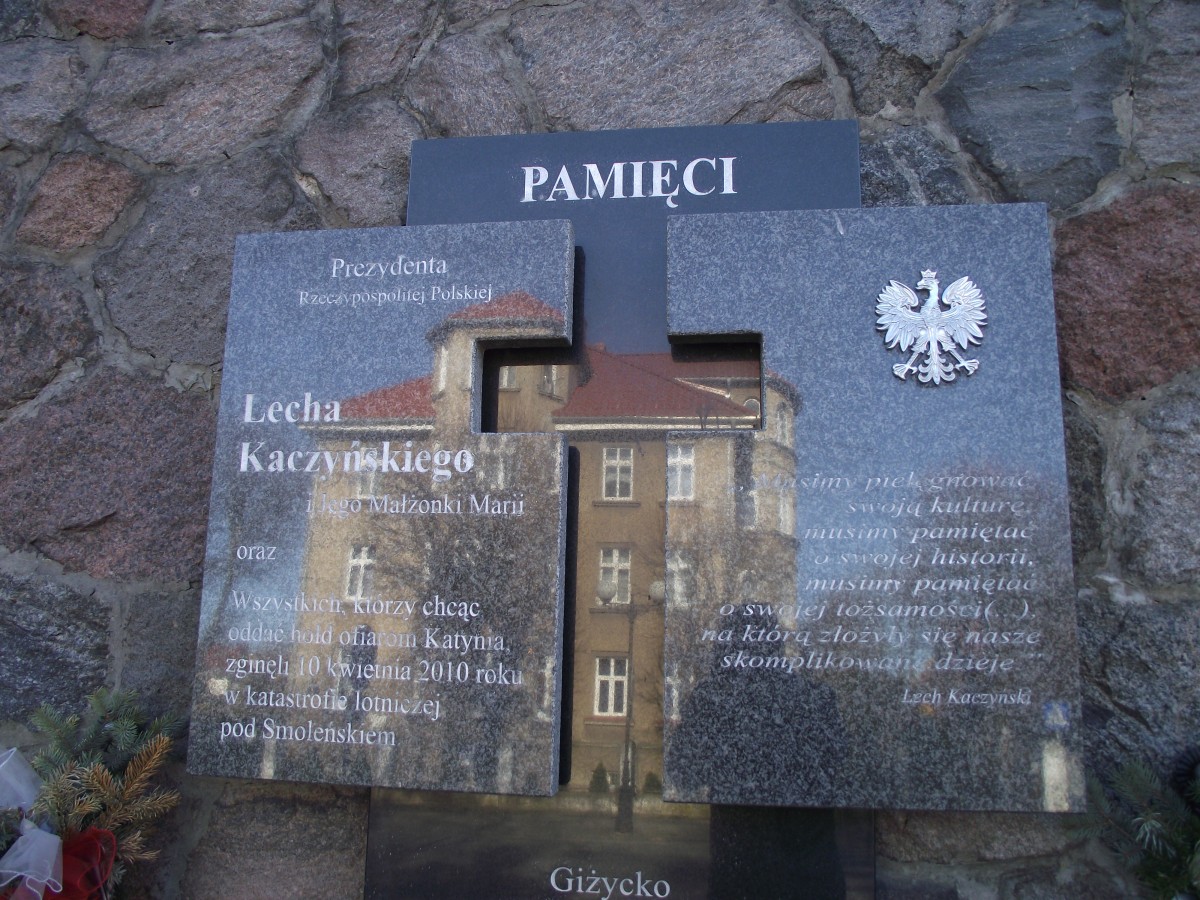 PAMIĘCI
Prezydenta
Rzeczypospolitej Polskiej
Lecha
Kaczyńskiego
i Jego Małżonki Marii
oraz
Wszystkich, którzy chcąc
oddać hołd ofiarom Katynia,
zginęli 10 kwietnia 2010 roku
w katastrofie lotniczej
pod Smoleńskiem
„Musimy pielęgnować
swoją kulturę,
musimy pamiętać
o swojej historii,
musimy pamiętać
o swojej tożsamości(...),
na którą złożyły się nasze
skomplikowane dzieje ”
Lech Kaczyński
Giżycko